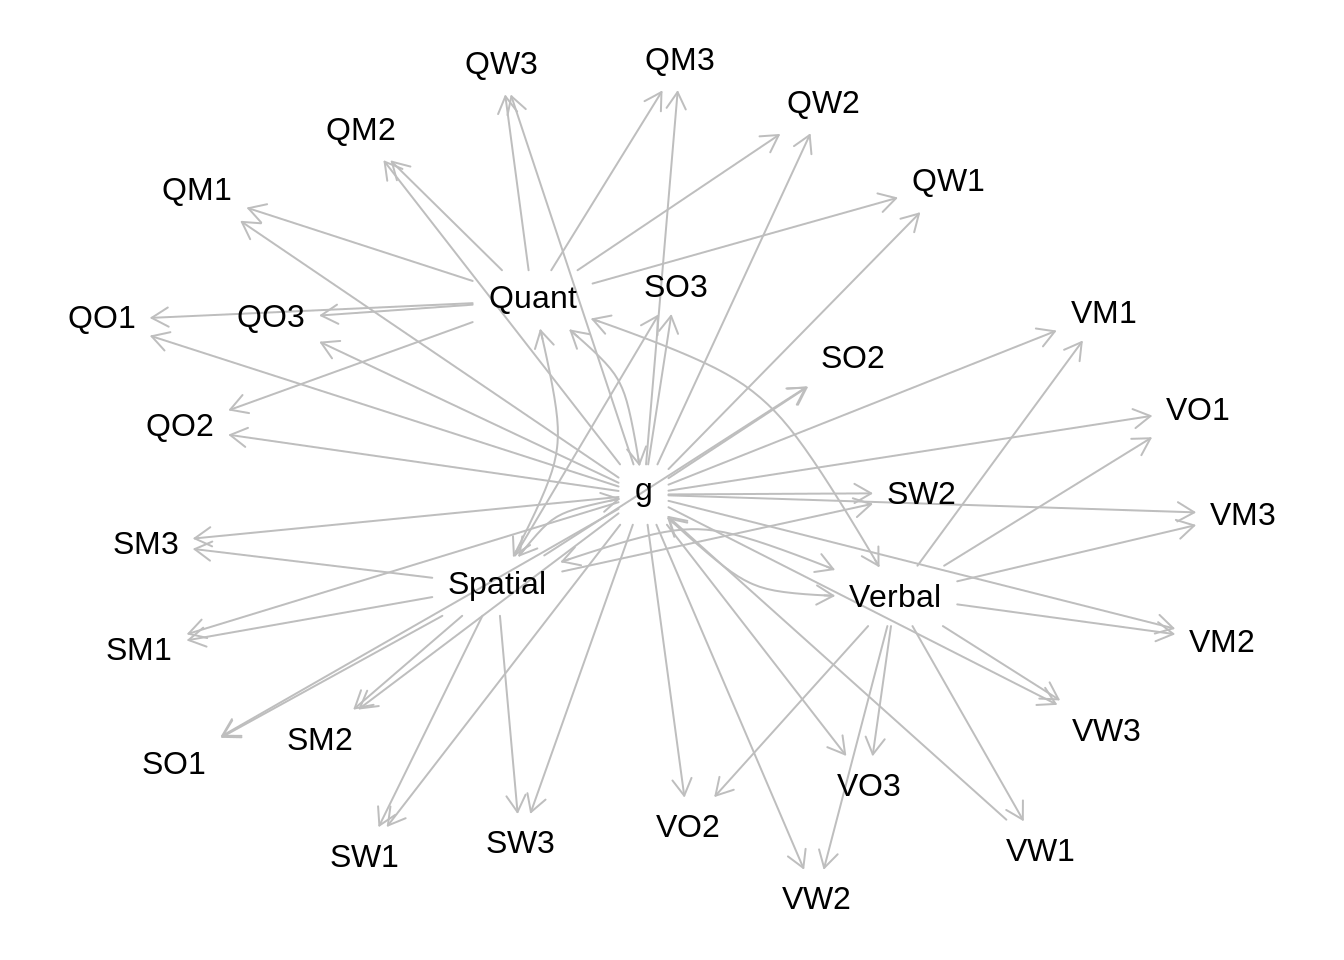 QW3
QM3
QW2
QM2
QW1
QM1
SO3
Quant
QO1
QO3
VM1
SO2
VO1
QO2
g
SW2
VM3
SM3
Spatial
Verbal
VM2
SM1
VW3
SM2
SO1
VO3
VO2
SW3
VW1
SW1
VW2